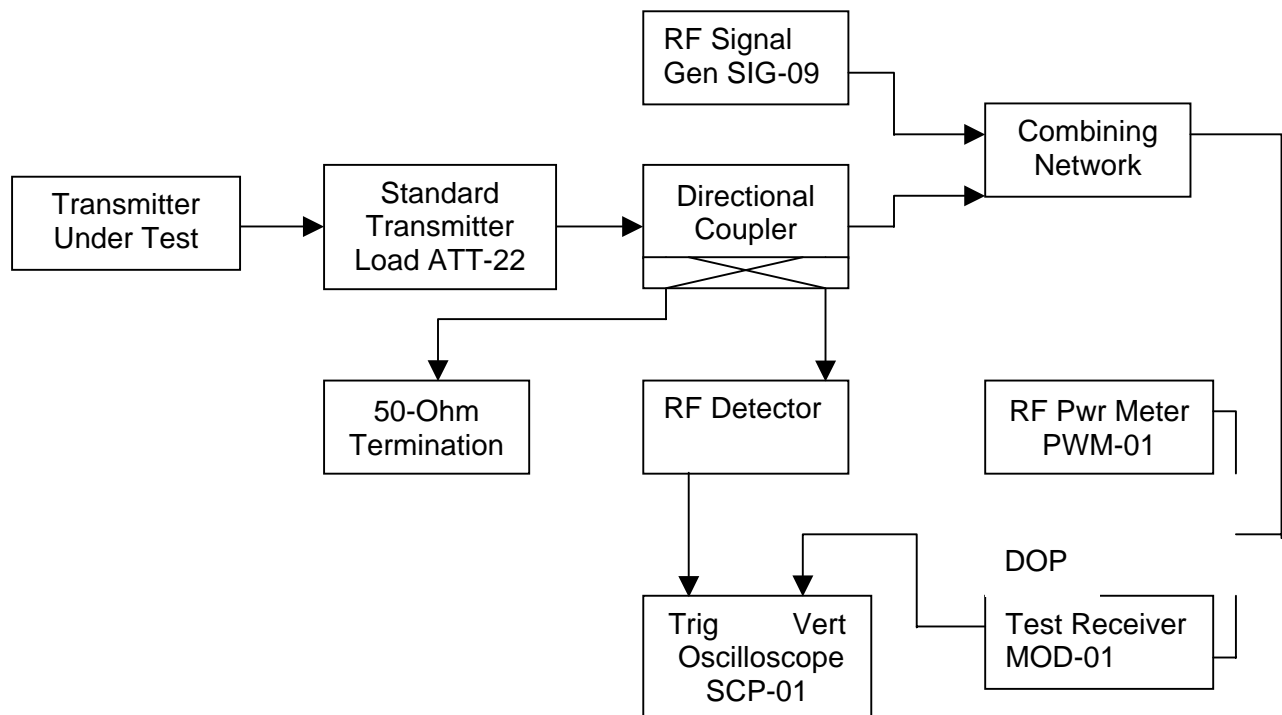 RF Signal
Gen SIG-09
Combining
Network
Transmitter
Under Test
Standard
Transmitter
Load ATT-22
Directional
Coupler
50-Ohm
Termination
RF Detector
RF Pwr Meter
PWM-01
DOP
Trig Vert
Oscilloscope
SCP-01
Test Receiver
MOD-01